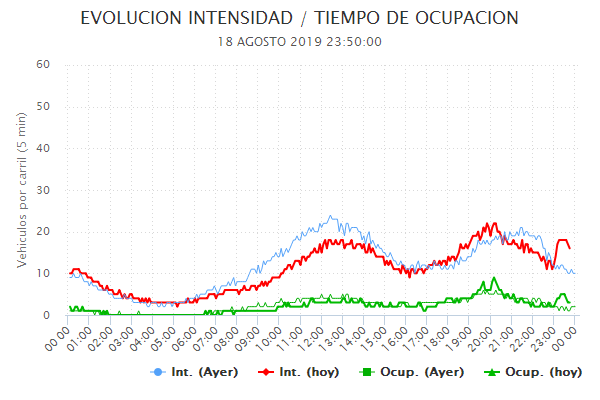 EVOLUCION INTENSIDAD / TIEMPO DE OCUPACION
18 AGOSTO 2019 23:50:00
Vehiculos por carril (5 min)
60
50
40
30
20
10
0
00:00 01:00 02:00 03:00 04:00 05:00 06:00 07:00 08:00 09:00 10:00 11:00 12:00 13:00 14:00 15:00 16:00 17:00 18:00 19:00 20:00 21:00 22:00 23:00 00:00
Int. (Ayer) Int. (hoy) Ocup. (Ayer) Ocup. (hoy)